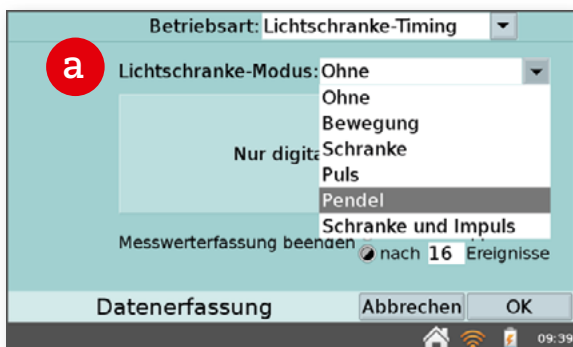 Betriebsart: Lichtschranke-Timing
a
Lichtschranke-Modus: Ohne
Ohne
Bewegung
Nur digita Schranke
Puls
Pendel
Schranke und Impuls
Messwerterfassung beenden
nach 16 Ereignisse
Datenerfassung Abbrechen OK
09:39